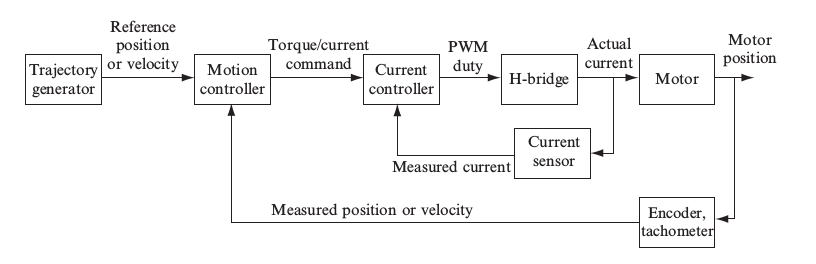 Reference
position
or velocity
Torque/current
command
PWM
duty
Actual
current
Motor
position
Trajectory
generator
Motion
controller
Current
controller
H-bridge
Motor
Current
sensor
Measured current
Measured position or velocity
Encoder,
tachometer